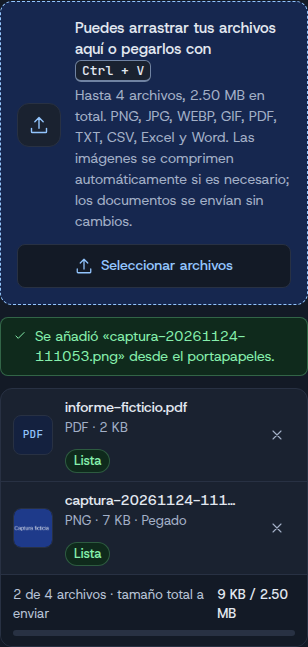 Puedes arrastrar tus archivos
aquí o pegarlos con
Ctrl + V
Hasta 4 archivos, 2.50 MB en
total. PNG, JPG, WEBP, GIF, PDF,
TXT, CSV, Excel y Word. Las
imágenes se comprimen
automáticamente si es necesario;
los documentos se envían sin
cambios.
Seleccionar archivos
Se añadió «captura-20261124-
111053.png» desde el portapapeles.
PDF
informe-ficticio.pdf
PDF · 2 KB
Lista
Captura ficticia
captura-20261124-111...
PNG · 7 KB · Pegado
Lista
2 de 4 archivos · tamaño total a
enviar
9 KB / 2.50
MB